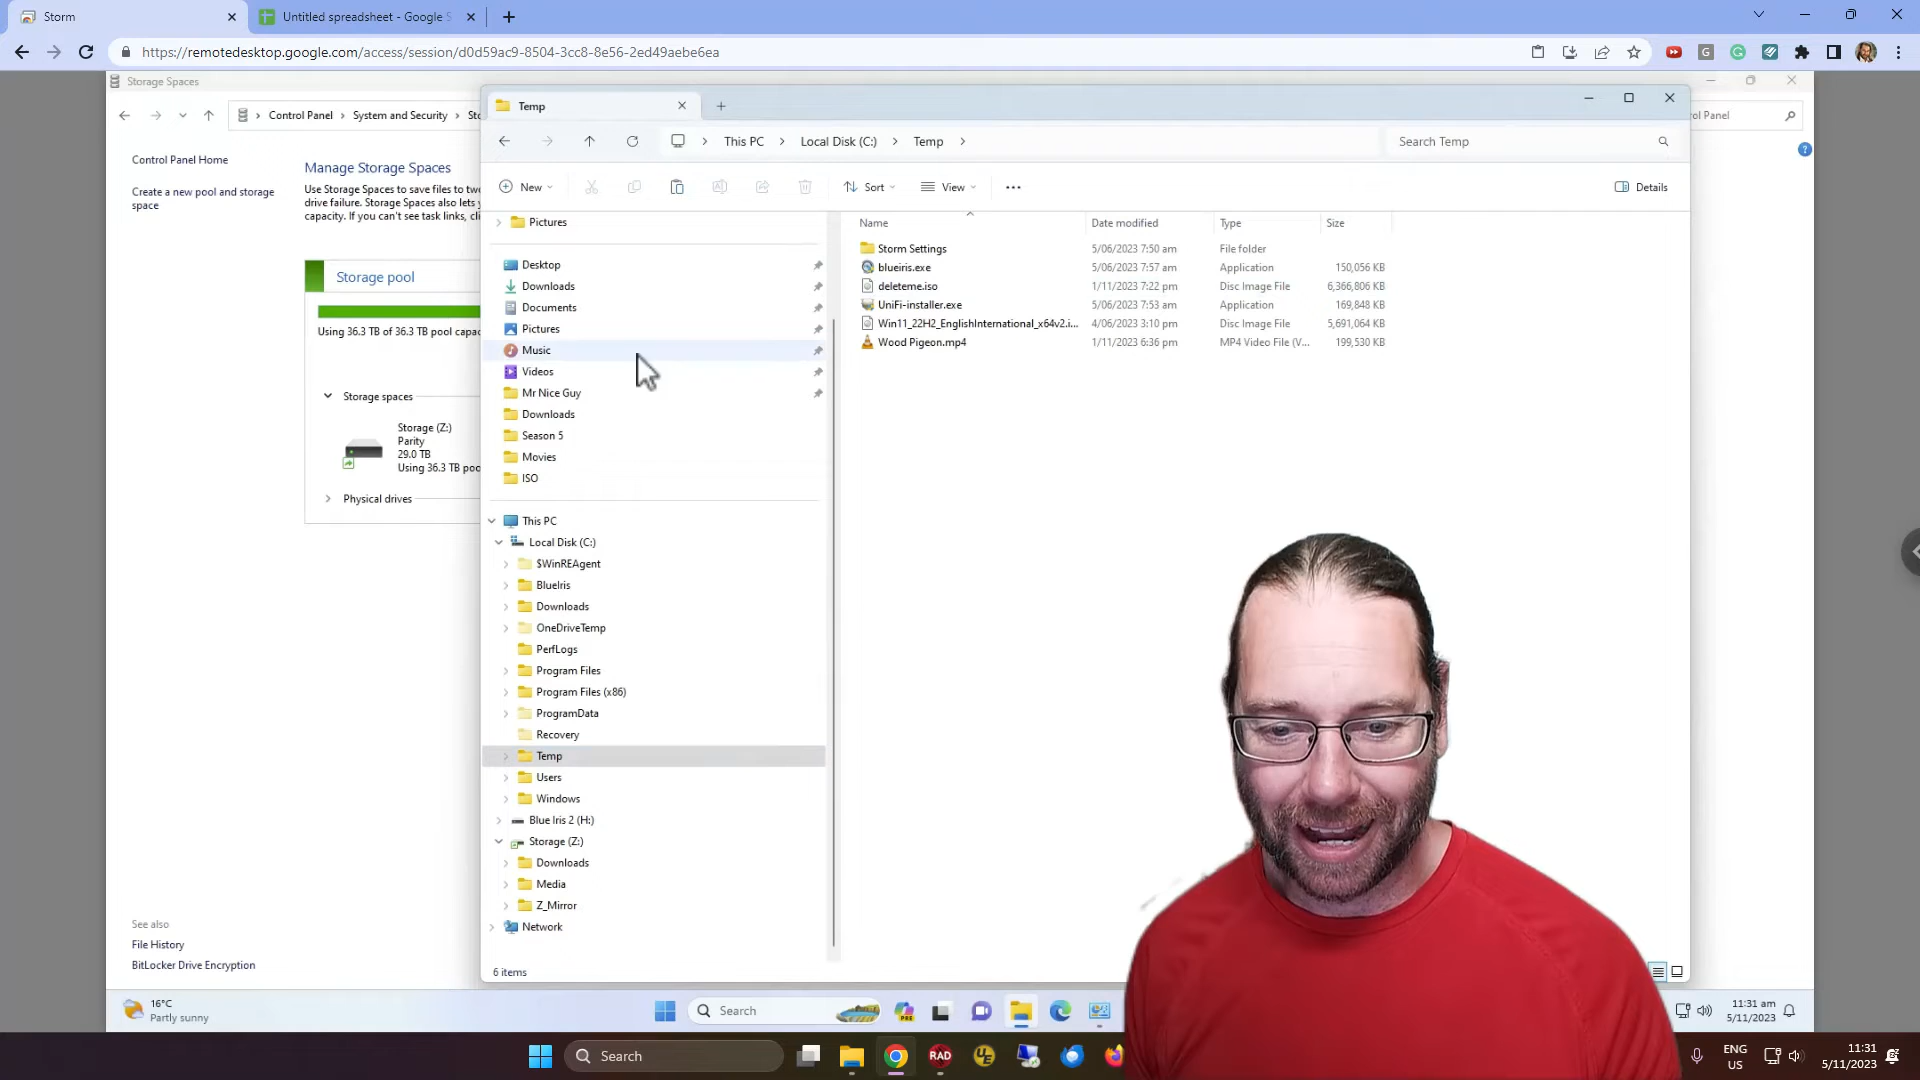 Storm
Untitled spreadsheet - Google S
https://remotedesktop.google.com/access/session/d0d59ac9-8504-3cc8-8e56-2ed49aebe6ea
Storage Spaces
Control Panel > System and Security >
ol Panel
Control Panel Home
Create a new pool and storage
space
Manage Storage Spaces
Use Storage Spaces to save files to tw
drive failure. Storage Spaces also lets
capacity. If you can't see task links, cli
Storage pool
Using 36.3 TB of 36.3 TB pool capac
Storage spaces
Storage (Z:)
Parity
29.0 TB
Using 36.3 TB poo
Physical drives
See also
File History
BitLocker Drive Encryption
Temp
This PC > Local Disk (C:) > Temp >
Search Temp
New
Sort
View
Details
Pictures
Desktop
Downloads
Documents
Pictures
Music
Videos
Mr Nice Guy
Downloads
Season 5
Movies
ISO
This PC
Local Disk (C:)
$WinREAgent
BlueIris
Downloads
OneDriveTemp
PerfLogs
Program Files
Program Files (x86)
ProgramData
Recovery
Temp
Users
Windows
Blue Iris 2 (H:)
Storage (Z:)
Downloads
Media
Z_Mirror
Network
Name Date modified Type Size
Storm Settings 5/06/2023 7:50 am File folder
blueiris.exe 5/06/2023 7:57 am Application 150,056 KB
deleteme.iso 1/11/2023 7:22 pm Disc Image File 6,366,806 KB
UniFi-installer.exe 5/06/2023 7:53 am Application 169,848 KB
Win11_22H2_EnglishInternational_x64v2.i... 4/06/2023 3:10 pm Disc Image File 5,691,064 KB
Wood Pigeon.mp4 1/11/2023 6:36 pm MP4 Video File (V... 199,530 KB
6 items
16°C
Partly sunny
Search
PRE
11:31 am
5/11/2023
Search
RAD
UE
ENG
US
11:31
5/11/2023